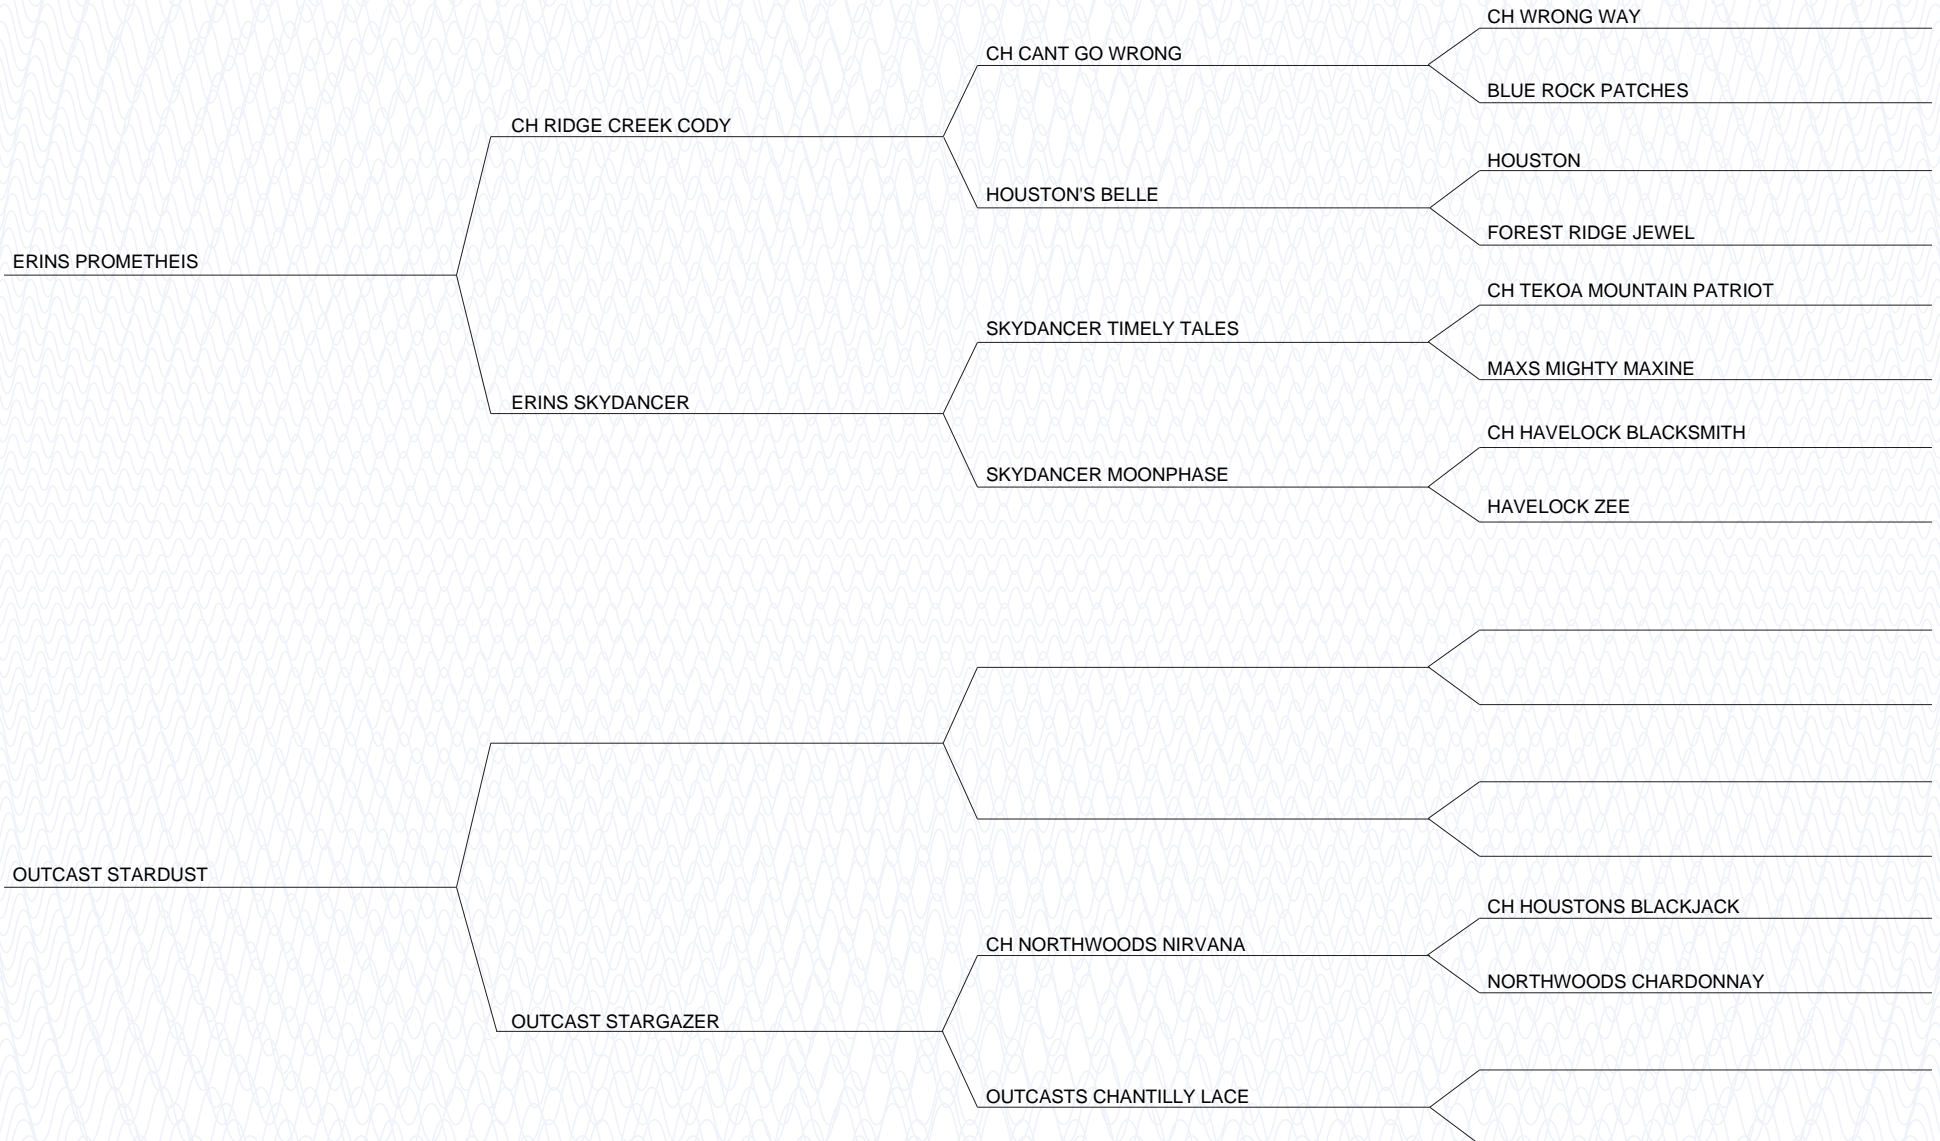 CH WRONG WAY
CH CANT GO WRONG
BLUE ROCK PATCHES
CH RIDGE CREEK CODY
HOUSTON
HOUSTON'S BELLE
FOREST RIDGE JEWEL
ERINS PROMETHEIS
CH TEKOA MOUNTAIN PATRIOT
SKYDANCER TIMELY TALES
MAXS MIGHTY MAXINE
ERINS SKYDANCER
CH HAVELOCK BLACKSMITH
SKYDANCER MOONPHASE
HAVELOCK ZEE
OUTCAST STARDUST
CH HOUSTONS BLACKJACK
CH NORTHWOODS NIRVANA
NORTHWOODS CHARDONNAY
OUTCAST STARGAZER
OUTCASTS CHANTILLY LACE